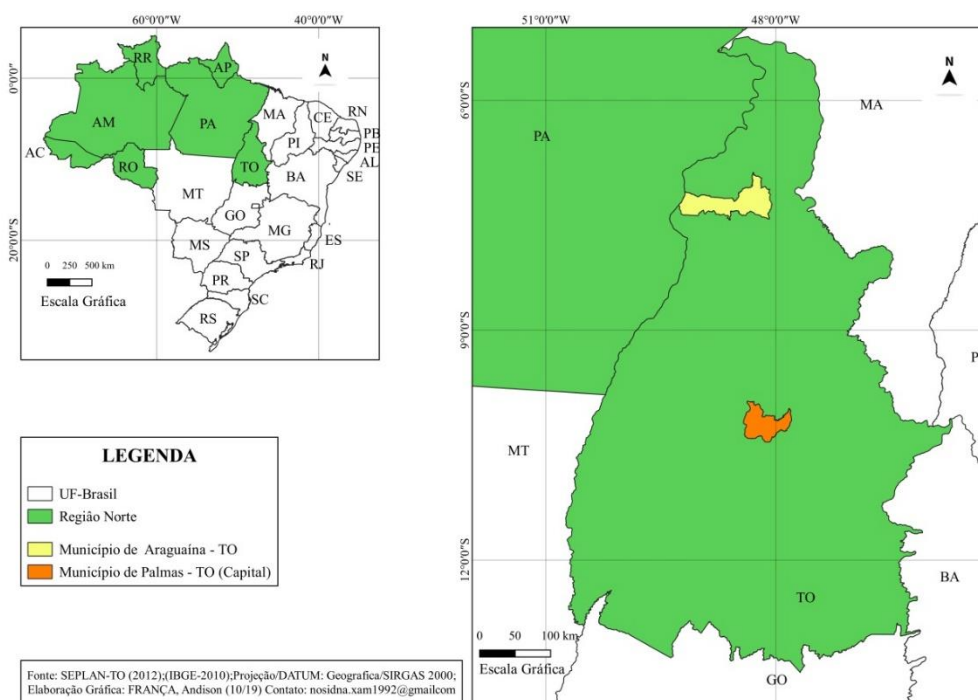 60°0'0"W 40°0'0"W
0°0'0"
20°0'0"S
N
RR
AP
AM
PA
MA
CE
RN
PB
PE
AL
SE
PI
AC
RO
TO
BA
MT
GO
MG
ES
MS
SP
RJ
PR
SC
RS
0 250 500 km
Escala Gráfica
LEGENDA
UF-Brasil
Região Norte
Município de Araguaína - TO
Município de Palmas - TO (Capital)
Fonte: SEPLAN-TO (2012);(IBGE-2010);Projeção/DATUM: Geografica/SIRGAS 2000;
Elaboração Gráfica: FRANÇA, Andison (10/19) Contato: nosidna.xam1992@gmailcom
51°0'0"W 48°0'0"W
6°0'0"S
9°0'0"S
12°0'0"S
N
MA
PA
P
MT
BA
TO
GO
0 50 100 km
Escala Gráfica